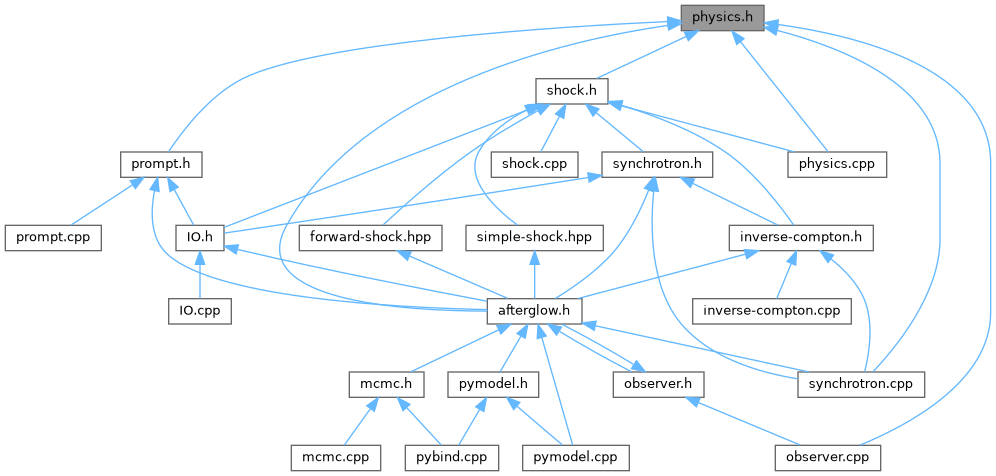 physics.h
shock.h
prompt.h
shock.cpp
synchrotron.h
physics.cpp
prompt.cpp
IO.h
forward-shock.hpp
simple-shock.hpp
inverse-compton.h
IO.cpp
afterglow.h
inverse-compton.cpp
mcmc.h
pymodel.h
observer.h
synchrotron.cpp
mcmc.cpp
pybind.cpp
pymodel.cpp
observer.cpp